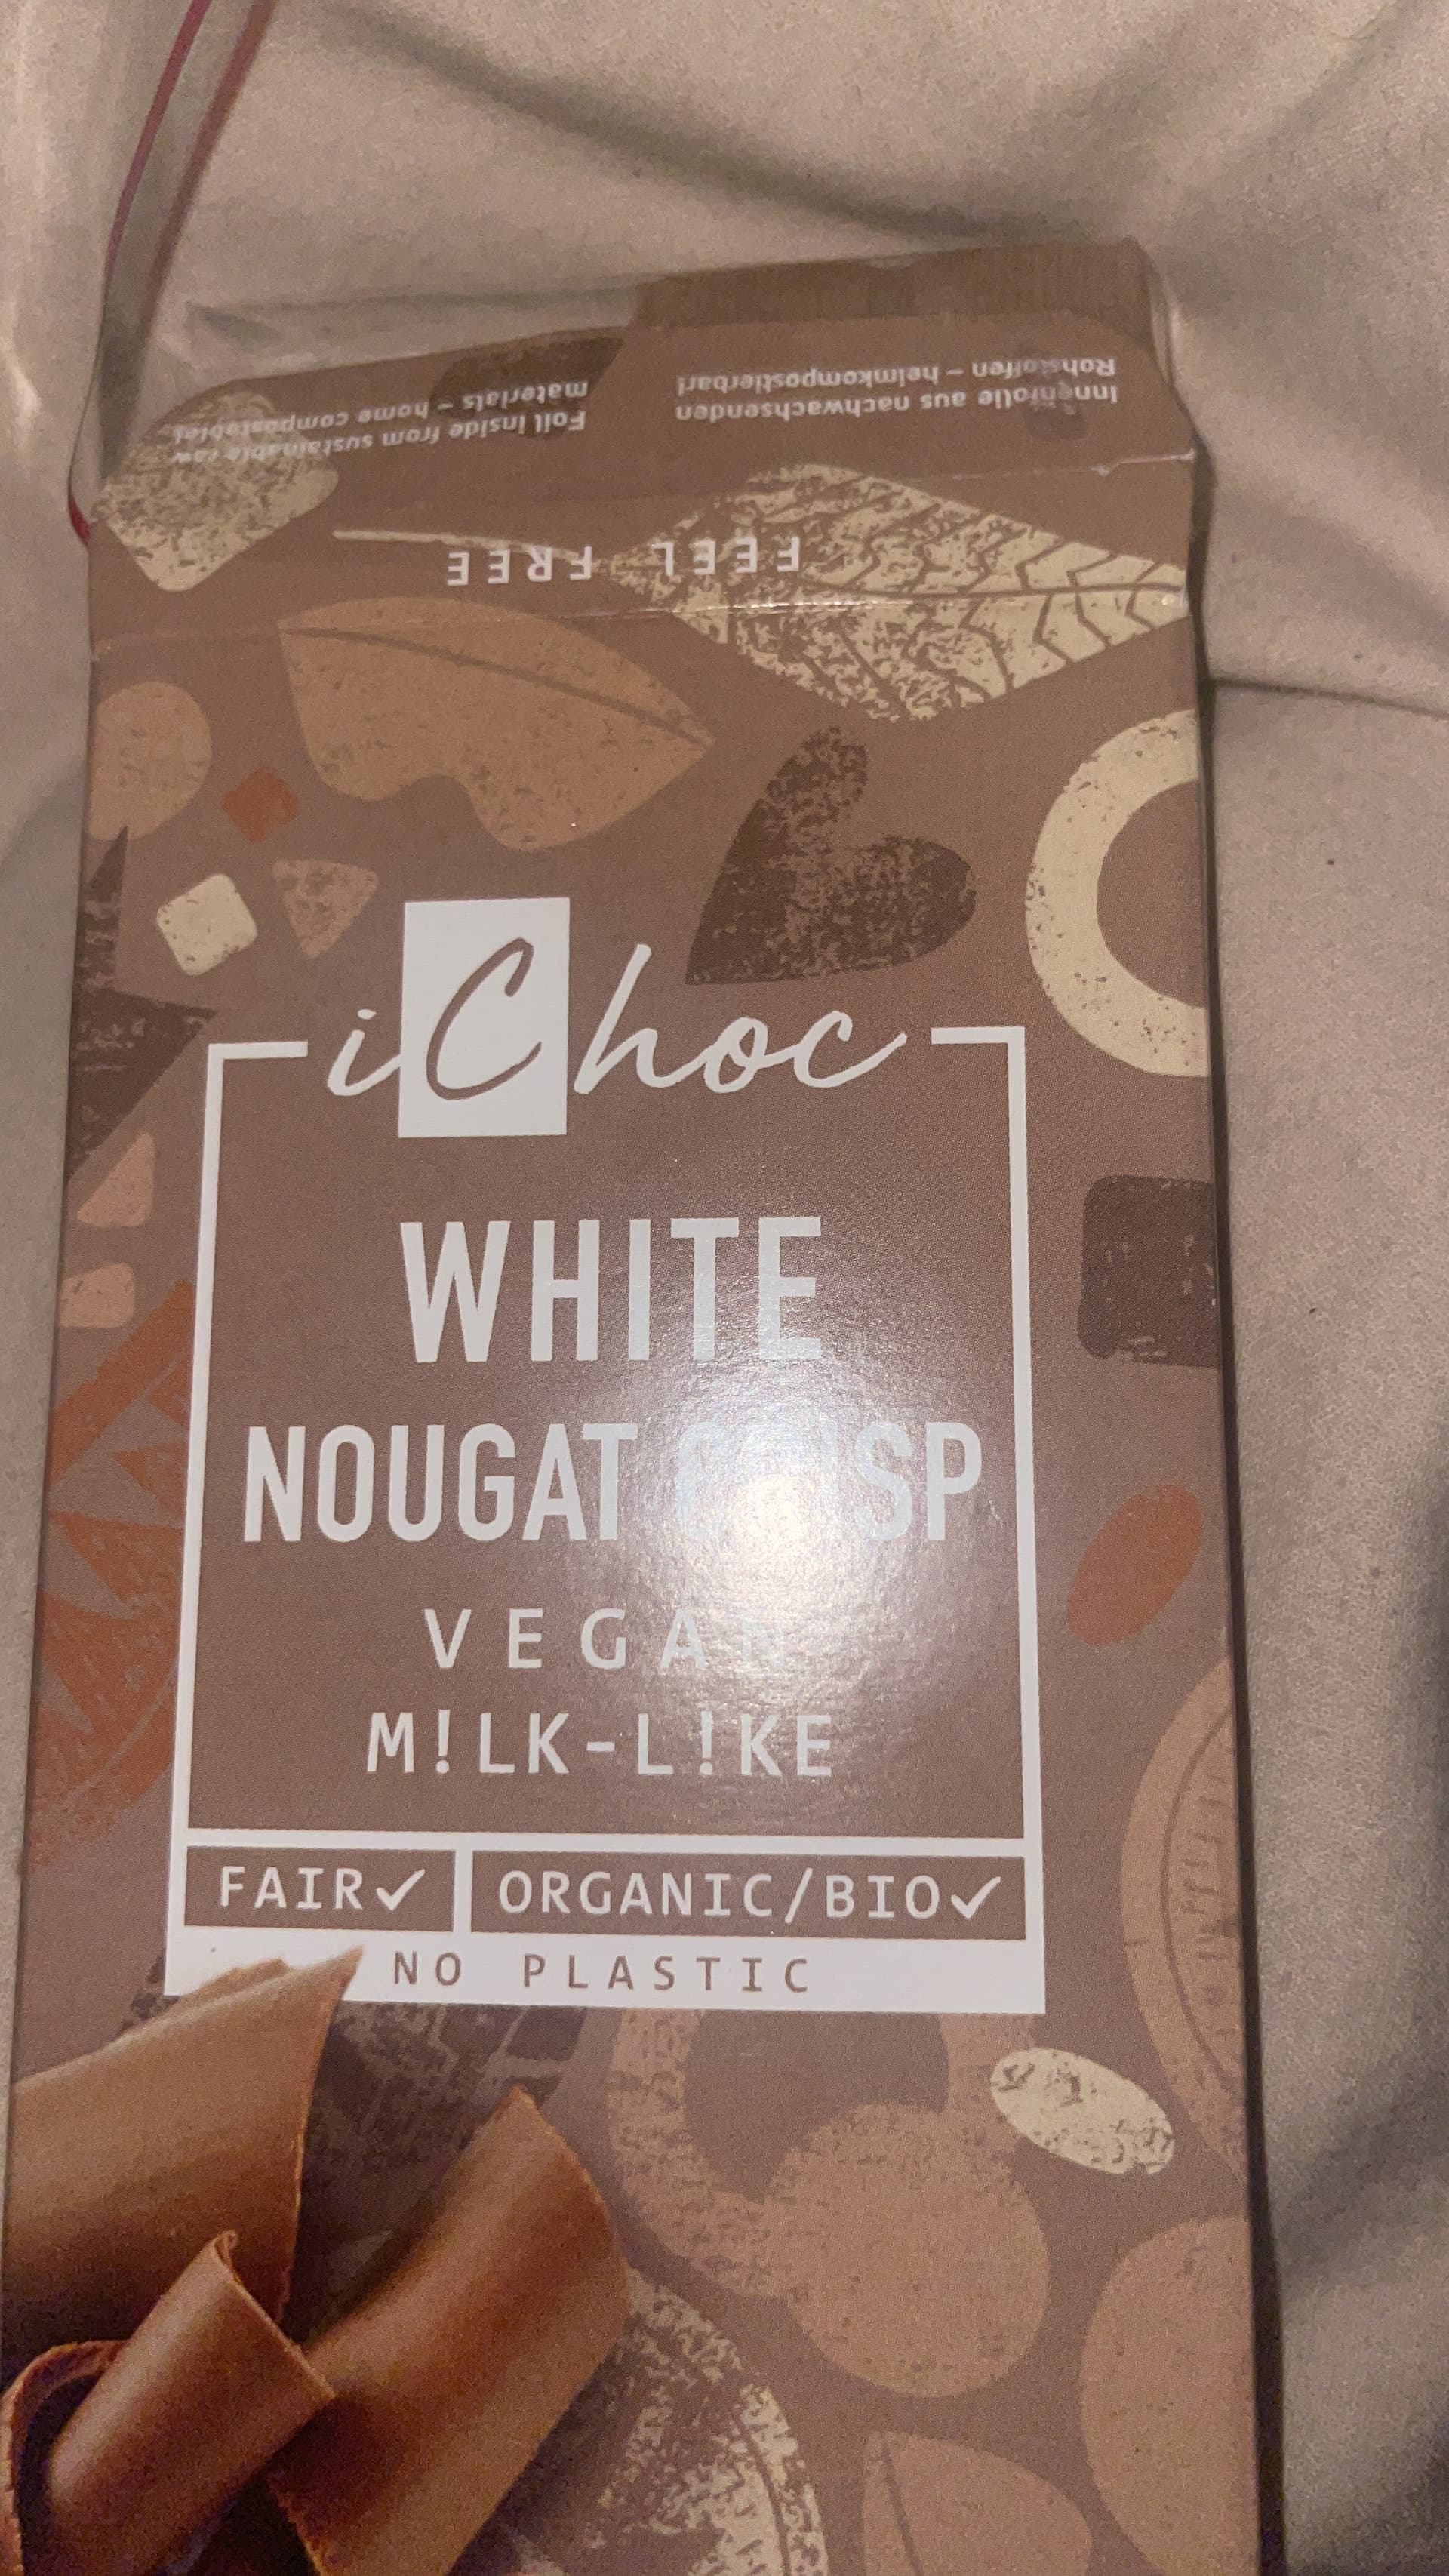 Innenfolie aus nachwachsenden
Rohstoffen – heimkompostierbar!
Foil inside from sustainable raw
materials – home compostable!
FEEL FREE
iChoc
WHITE
NOUGAT CRISP
VEGAN
M!LK-L!KE
FAIR✓ ORGANIC/BIO✓
NO PLASTIC